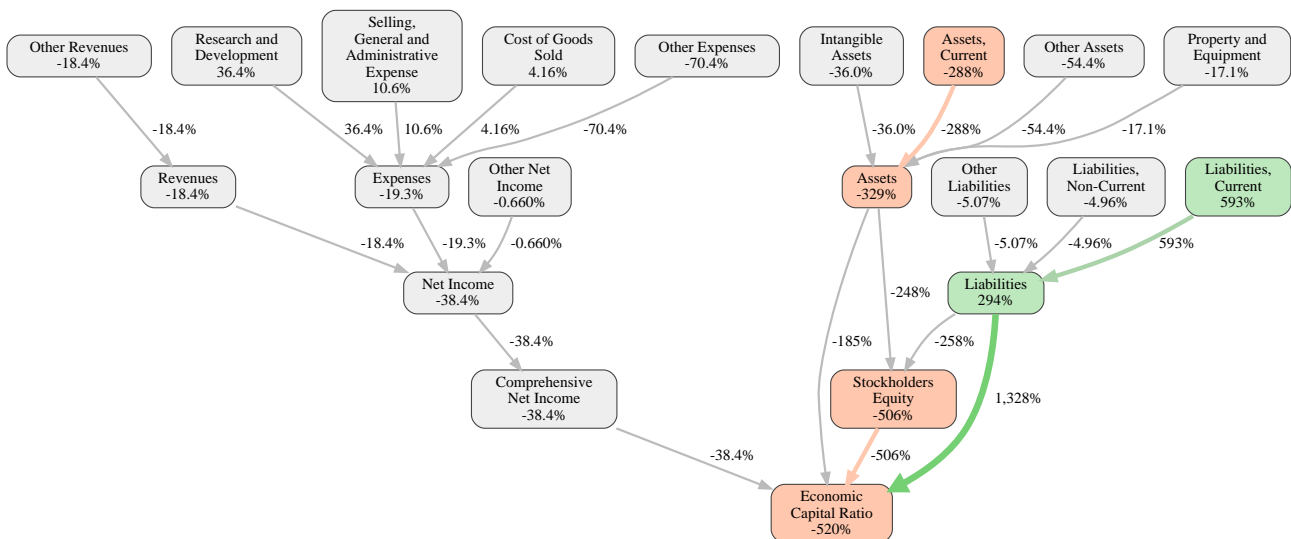 Other Revenues
-18.4%
Research and
Development
36.4%
Selling,
General and
Administrative
Expense
10.6%
Cost of Goods
Sold
4.16%
Other Expenses
-70.4%
Intangible
Assets
-36.0%
Assets,
Current
-288%
Other Assets
-54.4%
Property and
Equipment
-17.1%
-18.4%
36.4%
10.6%
4.16%
-70.4%
-36.0%
-288%
-54.4%
-17.1%
Revenues
-18.4%
Expenses
-19.3%
Other Net
Income
-0.660%
Assets
-329%
Other
Liabilities
-5.07%
Liabilities,
Non-Current
-4.96%
Liabilities,
Current
593%
-18.4%
-19.3%
-0.660%
-5.07%
-4.96%
593%
Net Income
-38.4%
-248%
Liabilities
294%
-38.4%
-185%
-258%
Comprehensive
Net Income
-38.4%
Stockholders
Equity
-506%
1,328%
-38.4%
-506%
Economic
Capital Ratio
-520%